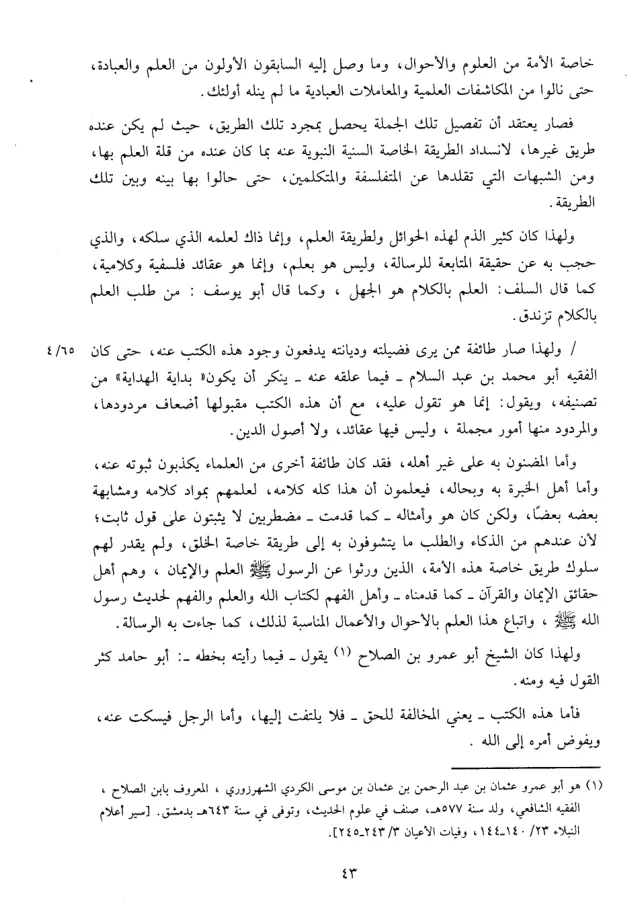 خاصة الأمة من العلوم والأحوال، وما وصل إليه السابقون الأولون من العلم والعبادة،
حتى نالوا من المكاشفات العلمية والمعاملات العبادية ما لم ينله أولئك.
فصار يعتقد أن تفصيل تلك الجملة يحصل بمجرد تلك الطريق، حيث لم يكن عنده
طريق غيرها، لانسداد الطريقة الخاصة السنية النبوية عنه بما كان عنده من قلة العلم بها،
ومن الشبهات التي تقلدها عن المتفلسفة والمتكلمين، حتى حالوا بها بينه وبين تلك
الطريقة.
ولهذا كان كثير الذم لهذه الحوائل ولطريقة العلم، وإنما ذاك لعلمه الذي سلكه، والذي
حجب به عن حقيقة المتابعة للرسالة، وليس هو بعلم، وإنما هو عقائد فلسفية وكلامية،
كما قال السلف: العلم بالكلام هو الجهل ، وكما قال أبو يوسف : من طلب العلم
بالكلام تزندق.
/ ولهذا صار طائفة ممن يرى فضيلته وديانته يدفعون وجود هذه الكتب عنه، حتى كان ٤/٦٥
الفقيه أبو محمد بن عبد السلام ـ فيما علقه عنه ـ ينكر أن يكون« بداية الهداية» من
تصنيفه، ويقول: إنما هو تقول عليه، مع أن هذه الكتب مقبولها أضعاف مردودها،
والمردود منها أمور مجملة ، وليس فيها عقائد، ولا أصول الدين.
وأما المضنون به على غير أهله، فقد كان طائفة أخرى من العلماء يكذبون ثبوته عنه،
وأما أهل الخبرة به وبحاله، فيعلمون أن هذا كله كلامه، لعلمهم بمواد كلامه ومشابهة
بعضه بعضًا، ولكن كان هو وأمثاله ـ كما قدمت ـ مضطربين لا يثبتون على قول ثابت؛
لأن عندهم من الذكاء والطلب ما يتشوفون به إلى طريقة خاصة الخلق، ولم يقدر لهم
سلوك طريق خاصة هذه الأمة، الذين ورثوا عن الرسول ﷺ العلم والإيمان ، وهم أهل
حقائق الإيمان والقرآن ـ كما قدمناه ـ وأهل الفهم لكتاب الله والعلم والفهم لحديث رسول
الله ﷺ ، واتباع هذا العلم بالأحوال والأعمال المناسبة لذلك، كما جاءت به الرسالة.
ولهذا كان الشيخ أبو عمرو بن الصلاح (١) يقول ـ فيما رأيته بخطه ـ: أبو حامد كثر
القول فيه ومنه.
فأما هذه الكتب ـ يعني المخالفة للحق ـ فلا يلتفت إليها، وأما الرجل فيسكت عنه،
ويفوض أمره إلى الله .
(١) هو أبو عمرو عثمان بن عبد الرحمن بن عثمان بن موسى الكردي الشهرزوري ، المعروف بابن الصلاح ،
الفقيه الشافعي، ولد سنة ٥٧٧هـ، صنف في علوم الحديث، وتوفى في سنة ٦٤٣هـ بدمشق. [سير أعلام
النبلاء ٢٣/ ١٤٠ـ١٤٤، وفيات الأعيان ٣/ ٢٤٣ـ٢٤٥].
٤٣